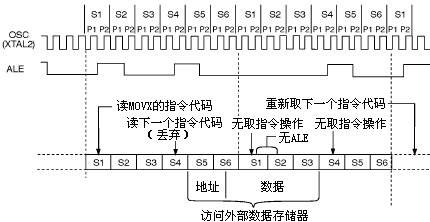 S1 S2 S3 S4 S5 S6 S1 S2 S3 S4 S5 S6 S1
OSC (XTAL2) P1 P2 P1 P2 P1 P2 P1 P2 P1 P2 P1 P2 P1 P2 P1 P2 P1 P2 P1 P2 P1 P2 P1 P2 P1 P2
ALE
读MOVX的指令代码 重新取下一个指令代码
读下一个指令代码 无取指令操作 无取指令操作
(丢弃) 无ALE
S1 S2 S3 S4 S5 S6 S1 S2 S3 S4 S5 S6
地址 数据
访问外部数据存储器